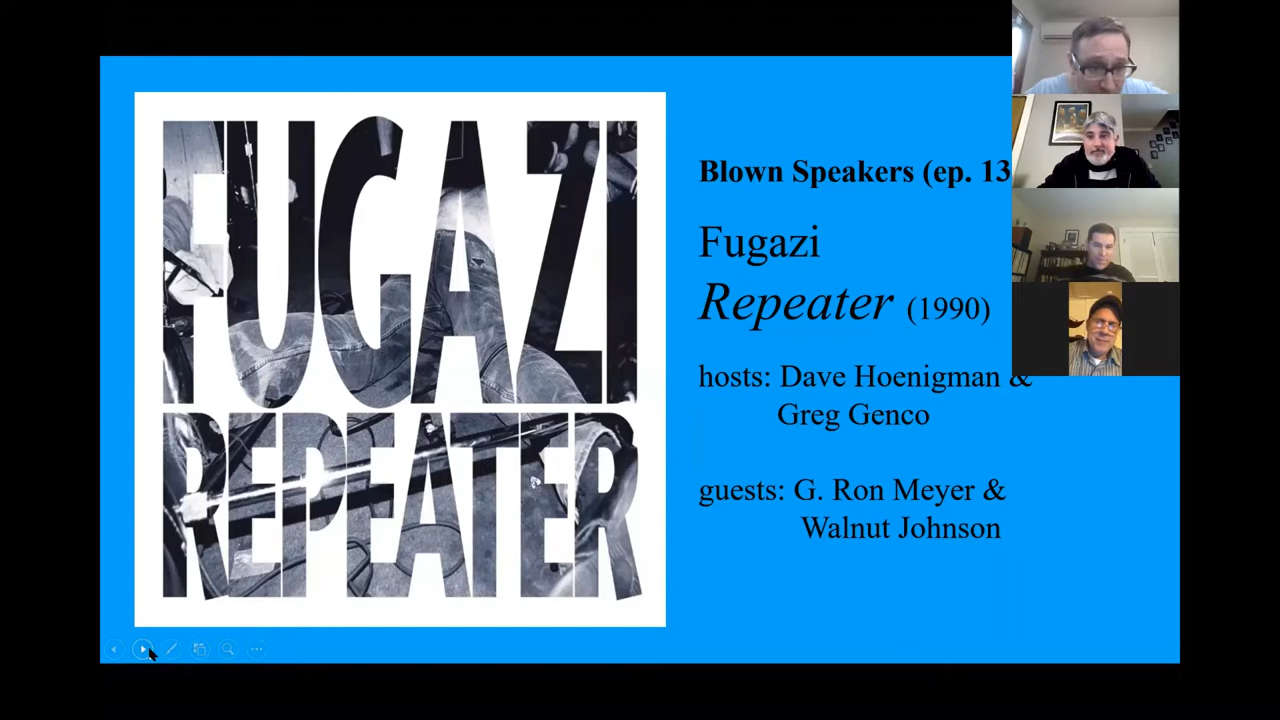 FUGAZI
REPEATER
Blown Speakers (ep. 13
Fugazi
Repeater (1990)
hosts: Dave Hoenigman &
Greg Genco
guests: G. Ron Meyer &
Walnut Johnson